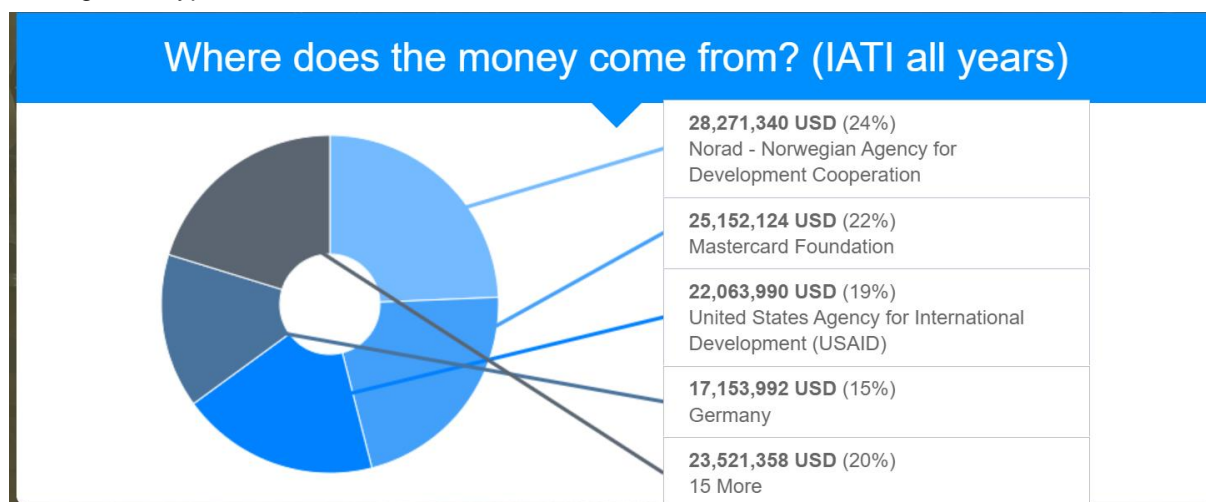 Where does the money come from? (IATI all years)
28,271,340 USD (24%)
Norad - Norwegian Agency for
Development Cooperation
25,152,124 USD (22%)
Mastercard Foundation
22,063,990 USD (19%)
United States Agency for International
Development (USAID)
17,153,992 USD (15%)
Germany
23,521,358 USD (20%)
15 More